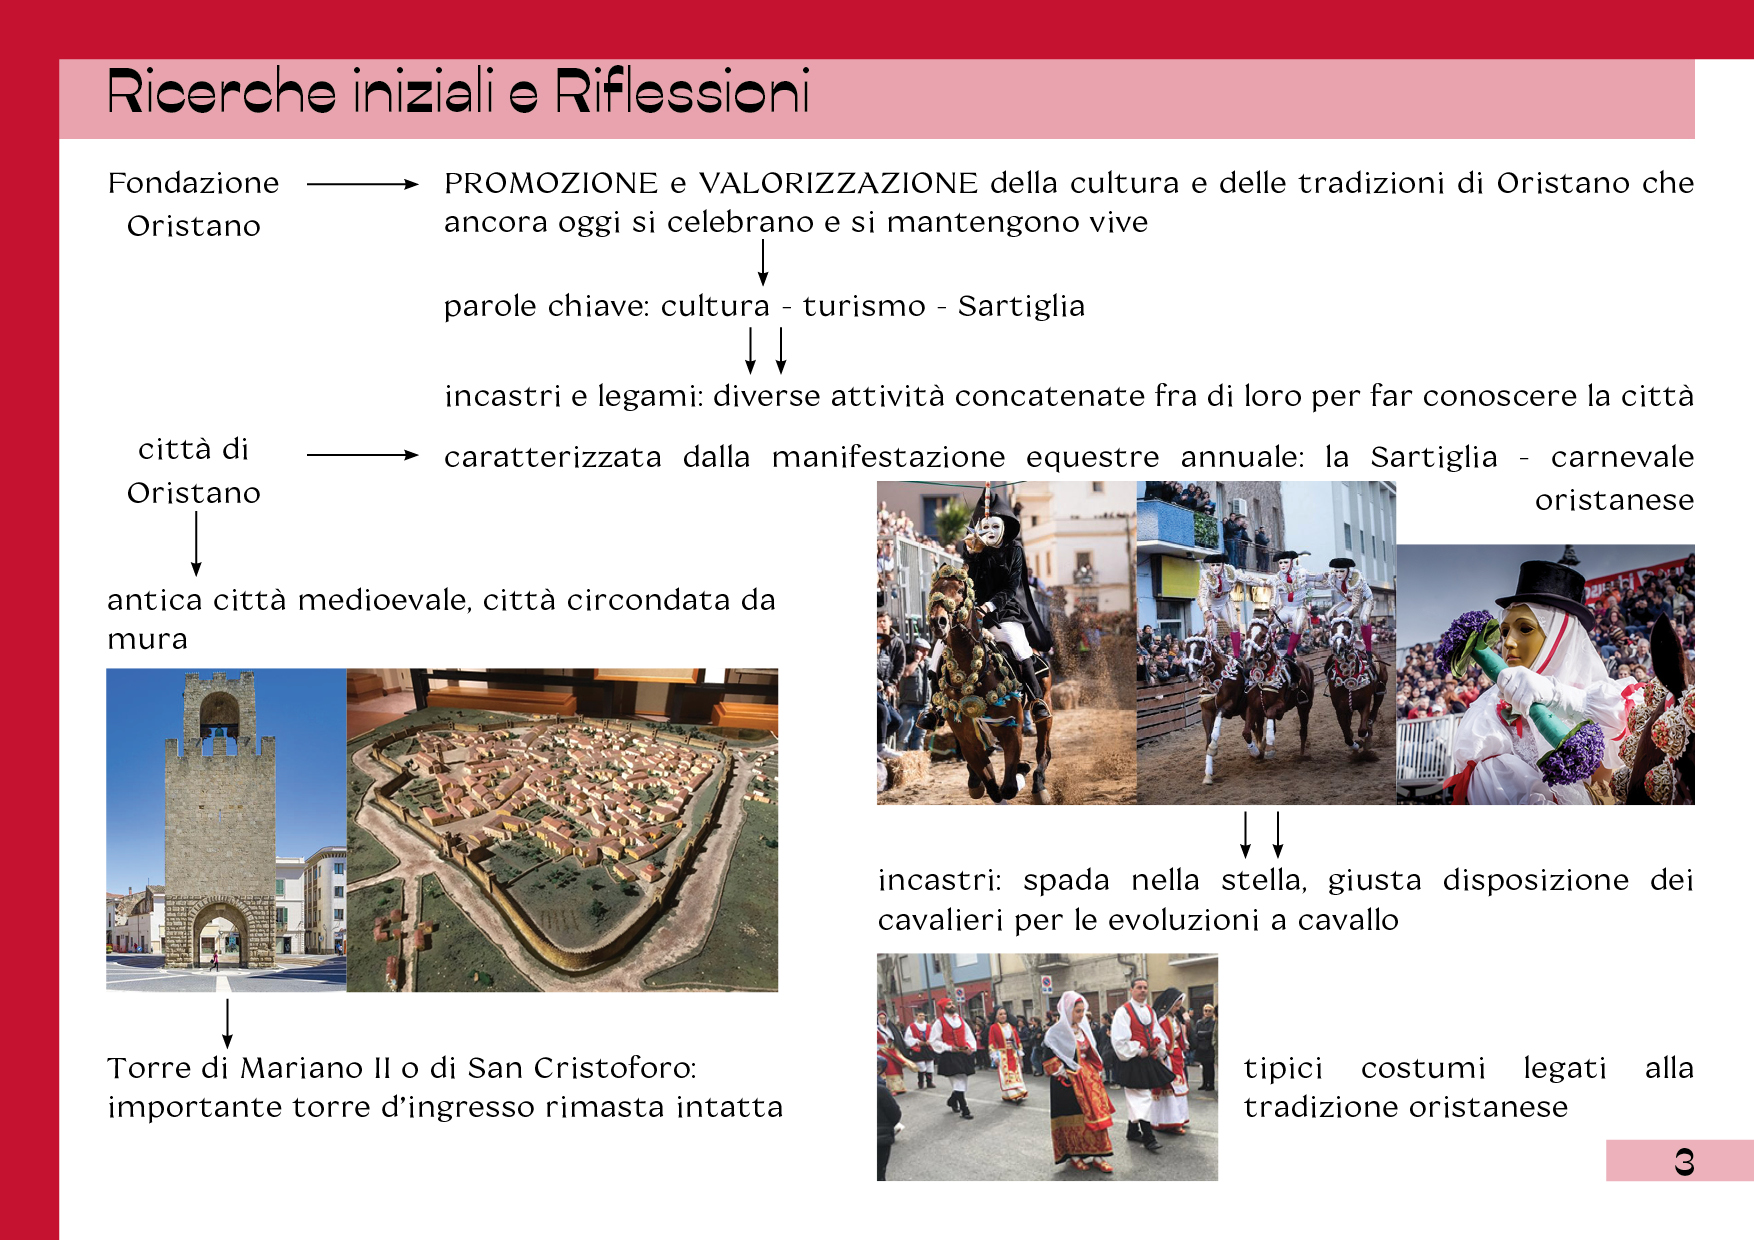 Ricerche iniziali e Riflessioni
Fondazione
Oristano
PROMOZIONE e VALORIZZAZIONE della cultura e delle tradizioni di Oristano che
ancora oggi si celebrano e si mantengono vive
parole chiave: cultura - turismo - Sartiglia
incastri e legami: diverse attività concatenate fra di loro per far conoscere la città
città di
Oristano
caratterizzata dalla manifestazione equestre annuale: la Sartiglia - carnevale
oristanese
antica città medioevale, città circondata da
mura
incastri: spada nella stella, giusta disposizione dei
cavalieri per le evoluzioni a cavallo
Torre di Mariano II o di San Cristoforo:
importante torre d'ingresso rimasta intatta
tipici costumi legati alla
tradizione oristanese
3